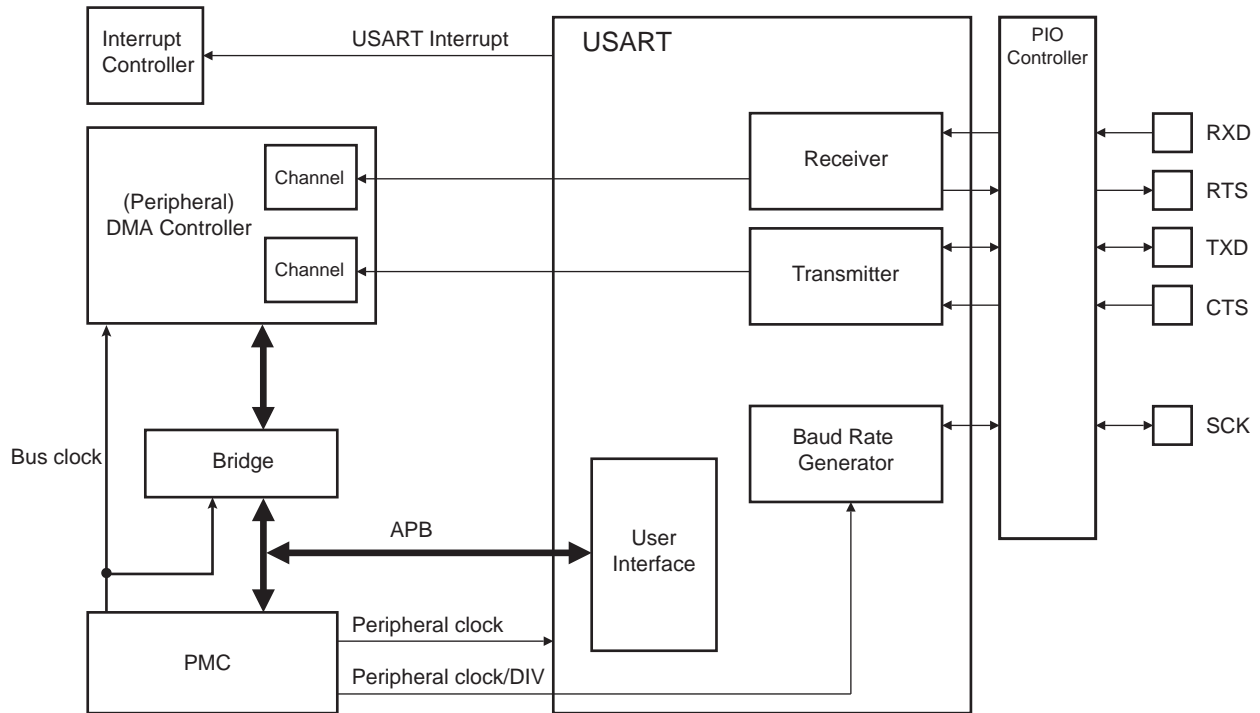 Interrupt
Controller
USART Interrupt
USART
PIO
Controller
(Peripheral)
DMA Controller
Channel
Channel
Receiver
Transmitter
RXD
RTS
TXD
CTS
SCK
Bus clock
Bridge
Baud Rate
Generator
APB
User
Interface
PMC
Peripheral clock
Peripheral clock/DIV